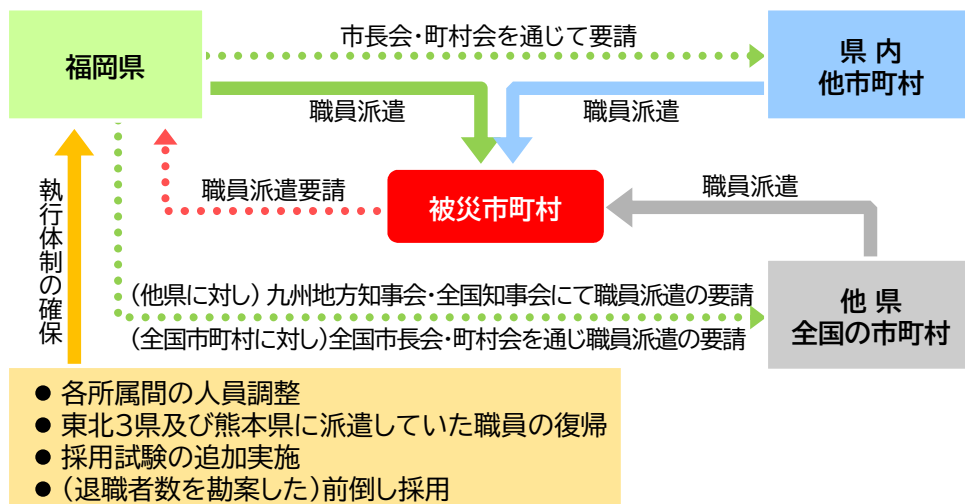 福岡県
市長会・町村会を通じて要請
県 内
他市町村
職員派遣
職員派遣
職員派遣要請
被災市町村
職員派遣
執行体制の確保
(他県に対し) 九州地方知事会・全国知事会にて職員派遣の要請
(全国市町村に対し)全国市長会・町村会を通じ職員派遣の要請
他 県
全国の市町村
● 各所属間の人員調整
● 東北3県及び熊本県に派遣していた職員の復帰
● 採用試験の追加実施
● (退職者数を勘案した)前倒し採用